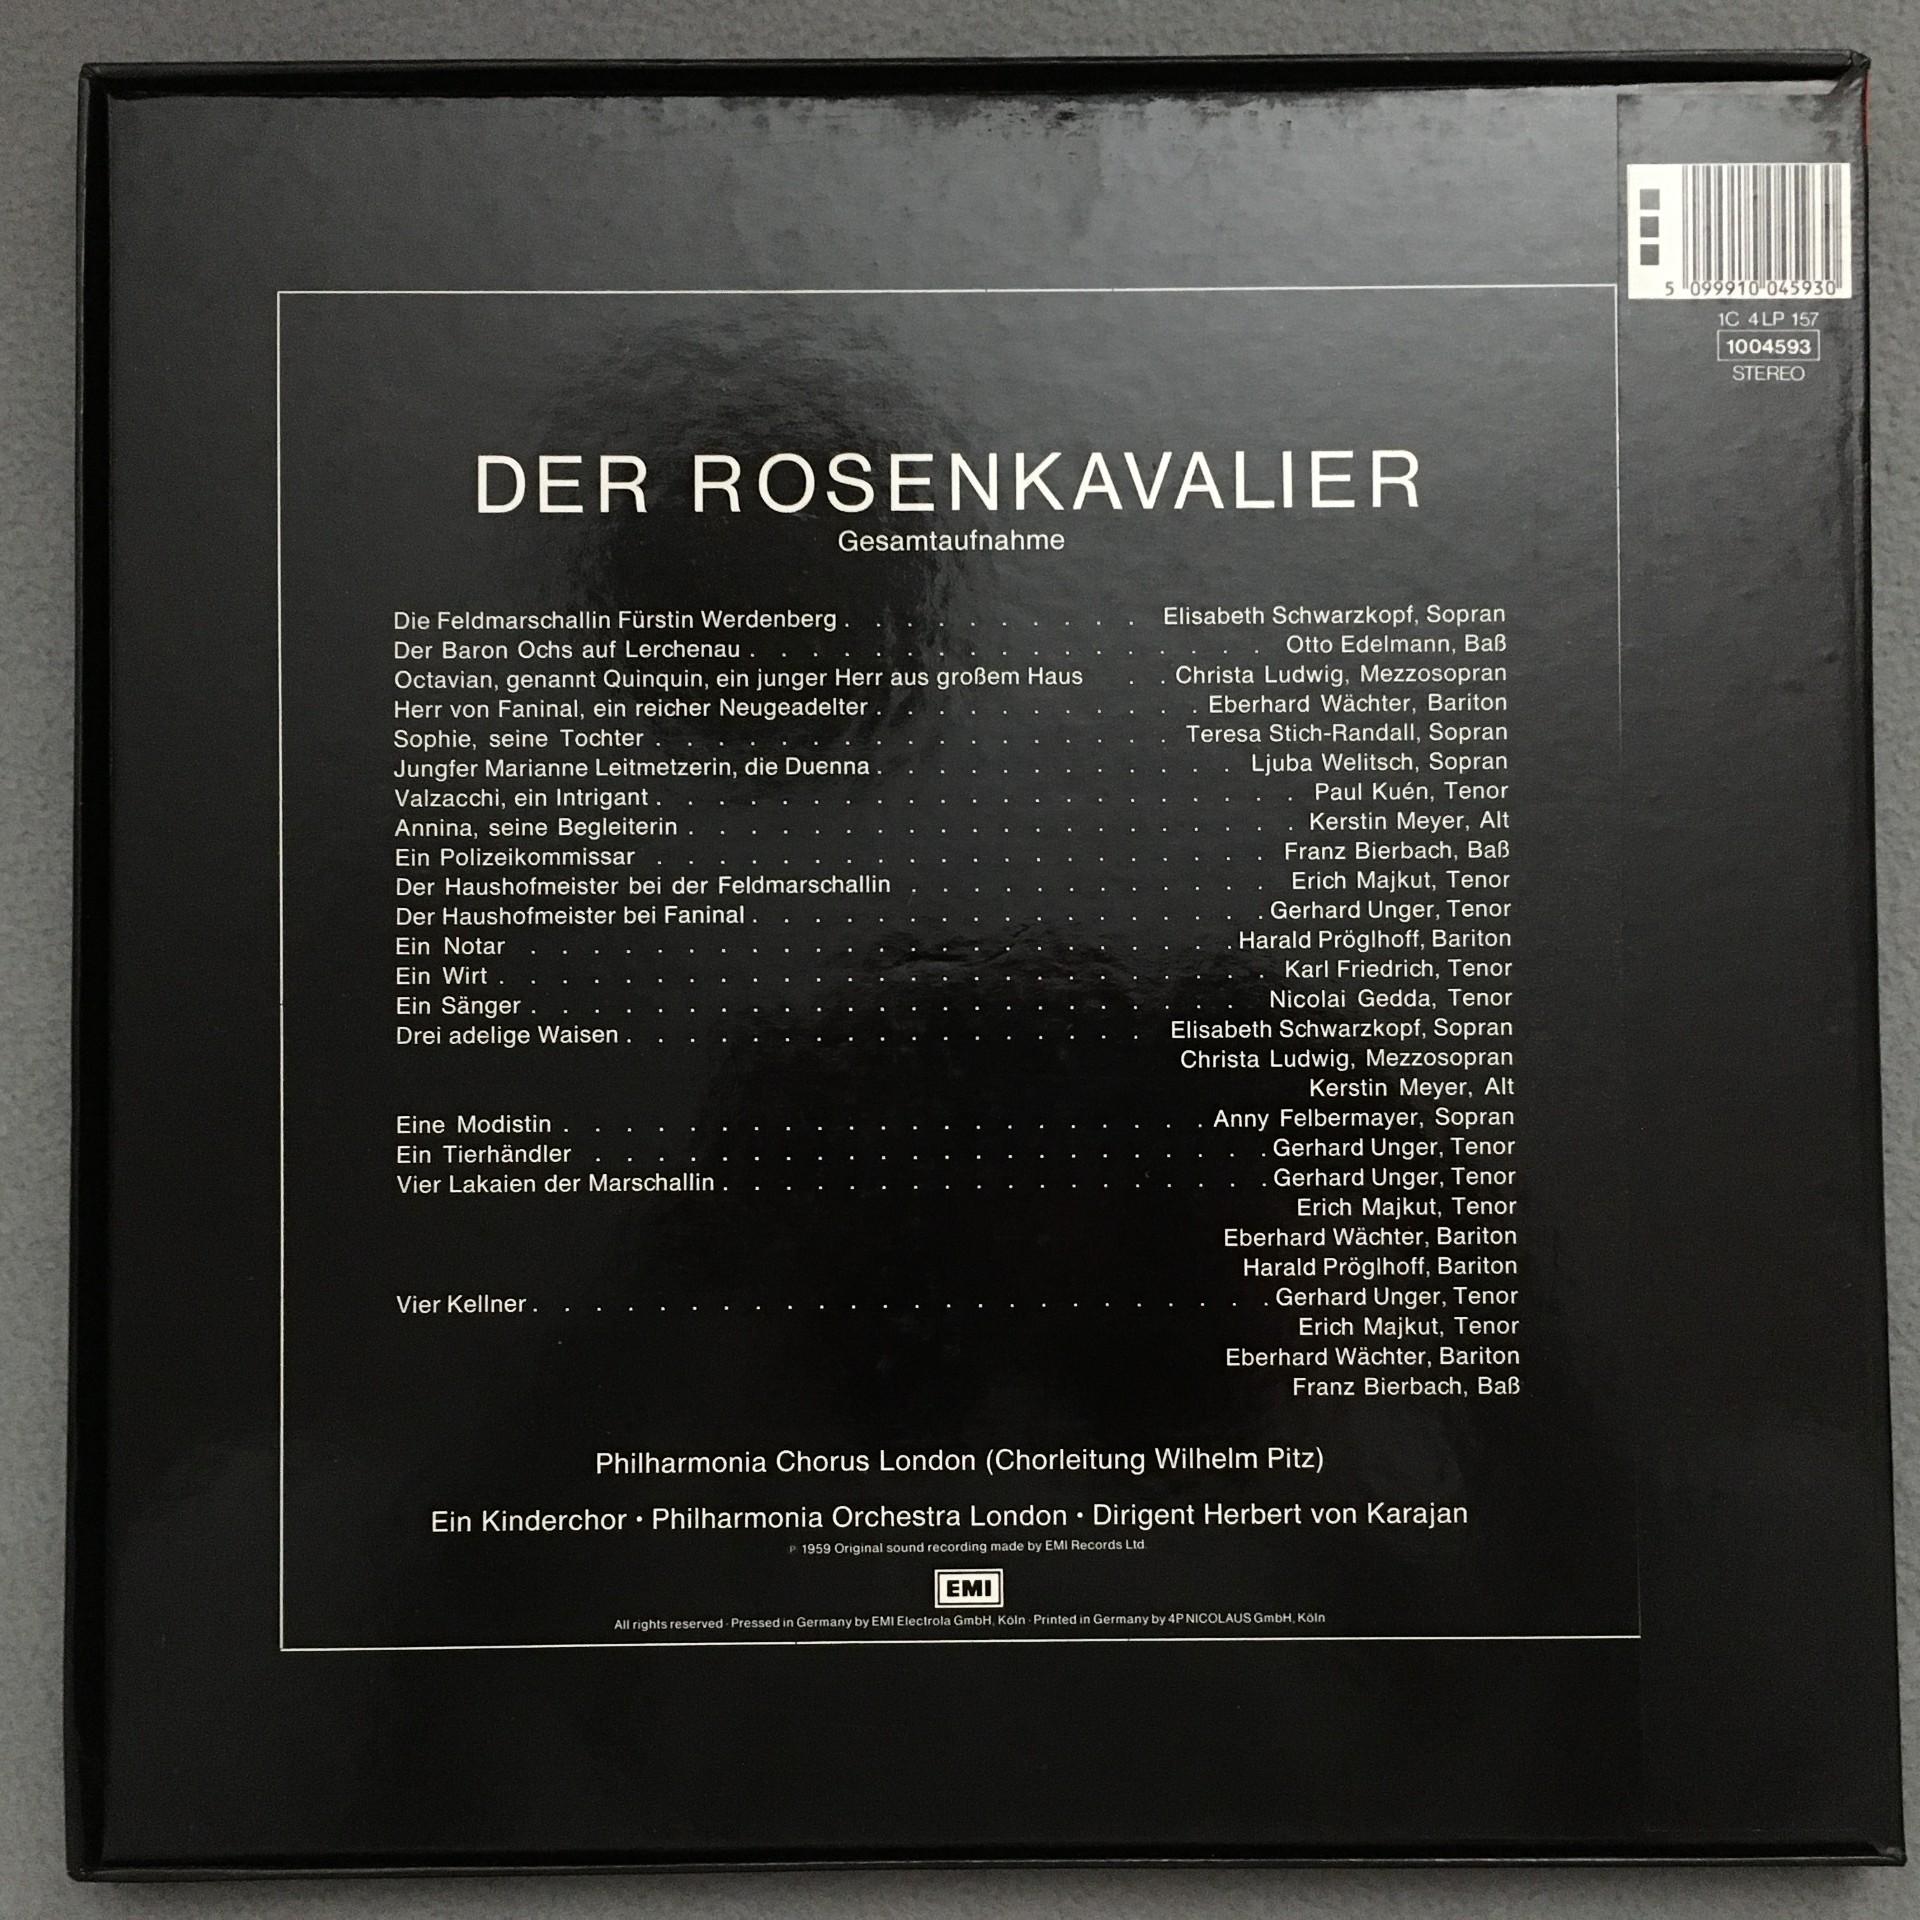 5 099910 045930
1C 4LP 157
1004593
STEREO
DER ROSENKAVALIER
Gesamtaufnahme
Die Feldmarschallin Fürstin Werdenberg . . . . . . . . . . Elisabeth Schwarzkopf, Sopran
Der Baron Ochs auf Lerchenau . . . . . . . . . . . . . . . . . Otto Edelmann, Baß
Octavian, genannt Quinquin, ein junger Herr aus großem Haus . . Christa Ludwig, Mezzosopran
Herr von Faninal, ein reicher Neugeadelter . . . . . . . . . . . Eberhard Wächter, Bariton
Sophie, seine Tochter . . . . . . . . . . . . . . . . . Teresa Stich-Randall, Sopran
Jungfer Marianne Leitmetzerin, die Duenna . . . . . . . . . . . . Ljuba Welitsch, Sopran
Valzacchi, ein Intrigant . . . . . . . . . . . . . . . . . . . . . Paul Kuén, Tenor
Annina, seine Begleiterin . . . . . . . . . . . . . . . . . . . . Kerstin Meyer, Alt
Ein Polizeikommissar . . . . . . . . . . . . . . . . . . . . Franz Bierbach, Baß
Der Haushofmeister bei der Feldmarschallin . . . . . . . . . . . . Erich Majkut, Tenor
Der Haushofmeister bei Faninal . . . . . . . . . . . . . . . . . Gerhard Unger, Tenor
Ein Notar . . . . . . . . . . . . . . . . . . . . . . . Harald Pröglhoff, Bariton
Ein Wirt . . . . . . . . . . . . . . . . . . . . . . . . . Karl Friedrich, Tenor
Ein Sänger . . . . . . . . . . . . . . . . . . . . . . . Nicolai Gedda, Tenor
Drei adelige Waisen . . . . . . . . . . . . . . . . . Elisabeth Schwarzkopf, Sopran
Christa Ludwig, Mezzosopran
Kerstin Meyer, Alt
Eine Modistin . . . . . . . . . . . . . . . . . . . . . Anny Felbermayer, Sopran
Ein Tierhändler . . . . . . . . . . . . . . . . . . . . . . Gerhard Unger, Tenor
Vier Lakaien der Marschallin . . . . . . . . . . . . . . . . . . Gerhard Unger, Tenor
Erich Majkut, Tenor
Eberhard Wächter, Bariton
Harald Pröglhoff, Bariton
Vier Kellner . . . . . . . . . . . . . . . . . . . . . . . . Gerhard Unger, Tenor
Erich Majkut, Tenor
Eberhard Wächter, Bariton
Franz Bierbach, Baß
Philharmonia Chorus London (Chorleitung Wilhelm Pitz)
Ein Kinderchor • Philharmonia Orchestra London • Dirigent Herbert von Karajan
℗ 1959 Original sound recording made by EMI Records Ltd.
EMI
All rights reserved · Pressed in Germany by EMI Electrola GmbH, Köln · Printed in Germany by 4P NICOLAUS GmbH, Köln